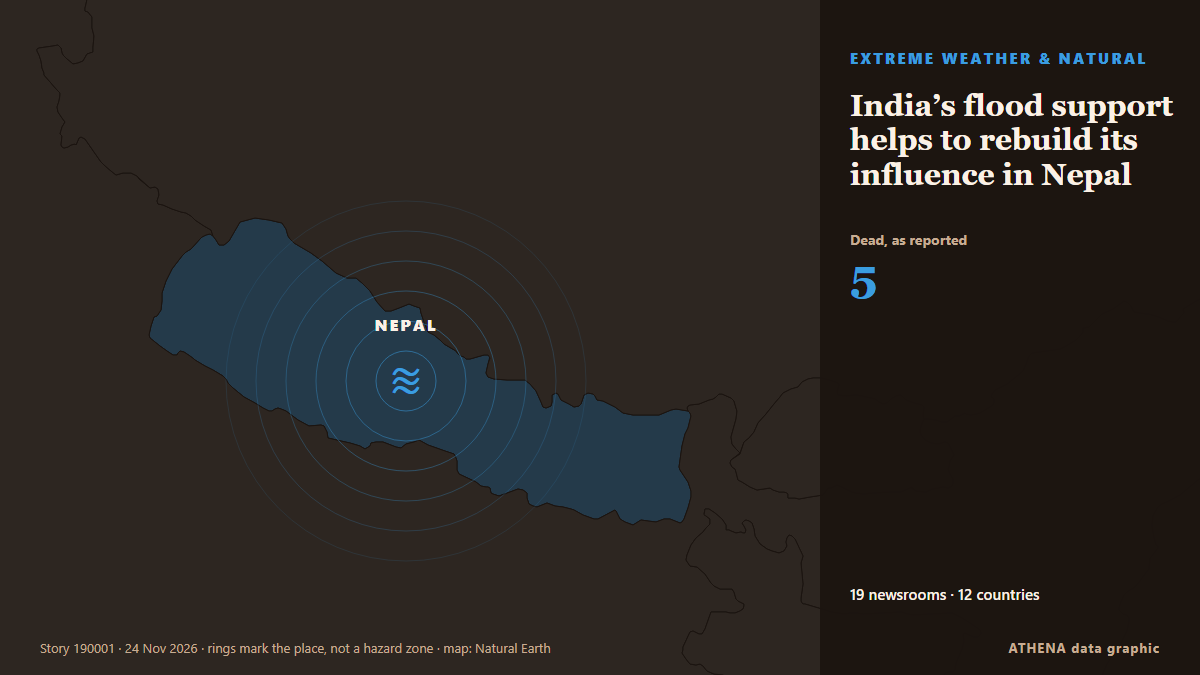 NEPAL
EXTREME WEATHER & NATURAL
India’s flood support
helps to rebuild its
influence in Nepal
Dead, as reported
5
19 newsrooms · 12 countries
Story 190001 · 24 Nov 2026 · rings mark the place, not a hazard zone · map: Natural Earth
ATHENA data graphic